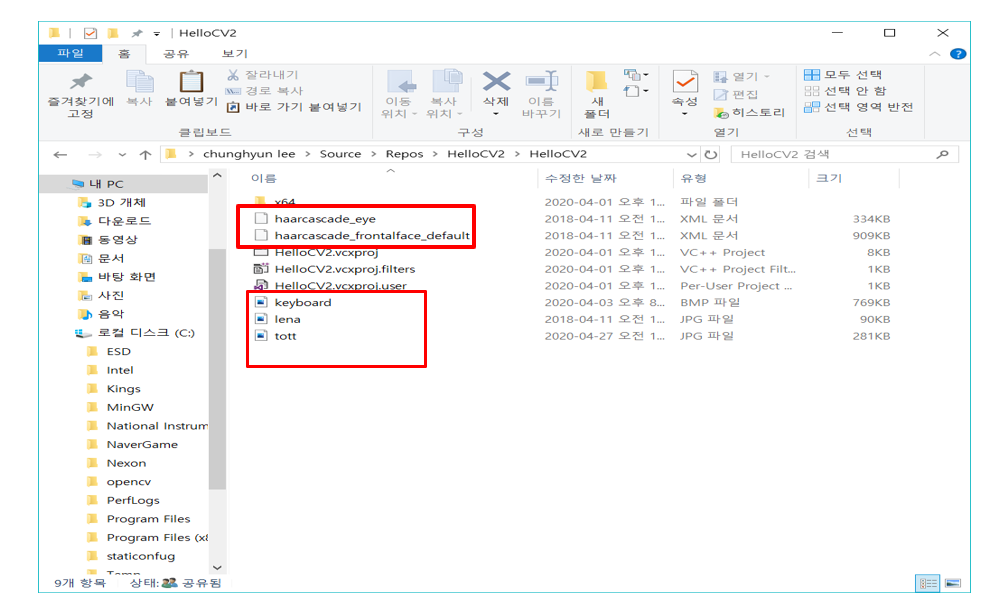 HelloCV2
파일 홈 공유 보기
즐겨찾기에 고정
복사
붙여넣기
잘라내기
경로 복사
바로 가기 붙여넣기
클립보드
이동 위치
복사 위치
삭제
이름 바꾸기
구성
새 폴더
새로 만들기
속성
열기
편집
히스토리
열기
모두 선택
선택 안 함
선택 영역 반전
선택
> chunghyun lee > Source > Repos > HelloCV2 > HelloCV2
HelloCV2 검색
내 PC
3D 개체
다운로드
동영상
문서
바탕 화면
사진
음악
로컬 디스크 (C:)
ESD
Intel
Kings
MinGW
National Instrum
NaverGame
Nexon
opencv
PerfLogs
Program Files
Program Files (x8
staticonfug
Temp
이름 수정한 날짜 유형 크기
x64 2020-04-01 오후 1... 파일 폴더
haarcascade_eye 2018-04-11 오전 1... XML 문서 334KB
haarcascade_frontalface_default 2018-04-11 오전 1... XML 문서 909KB
HelloCV2.vcxproj 2020-04-01 오후 1... VC++ Project 8KB
HelloCV2.vcxproj.filters 2020-04-01 오후 1... VC++ Project Filt... 1KB
HelloCV2.vcxproj.user 2020-04-01 오후 1... Per-User Project ... 1KB
keyboard 2020-04-03 오후 8... BMP 파일 769KB
lena 2018-04-11 오전 1... JPG 파일 90KB
tott 2020-04-27 오전 1... JPG 파일 281KB
9개 항목 상태: 공유됨